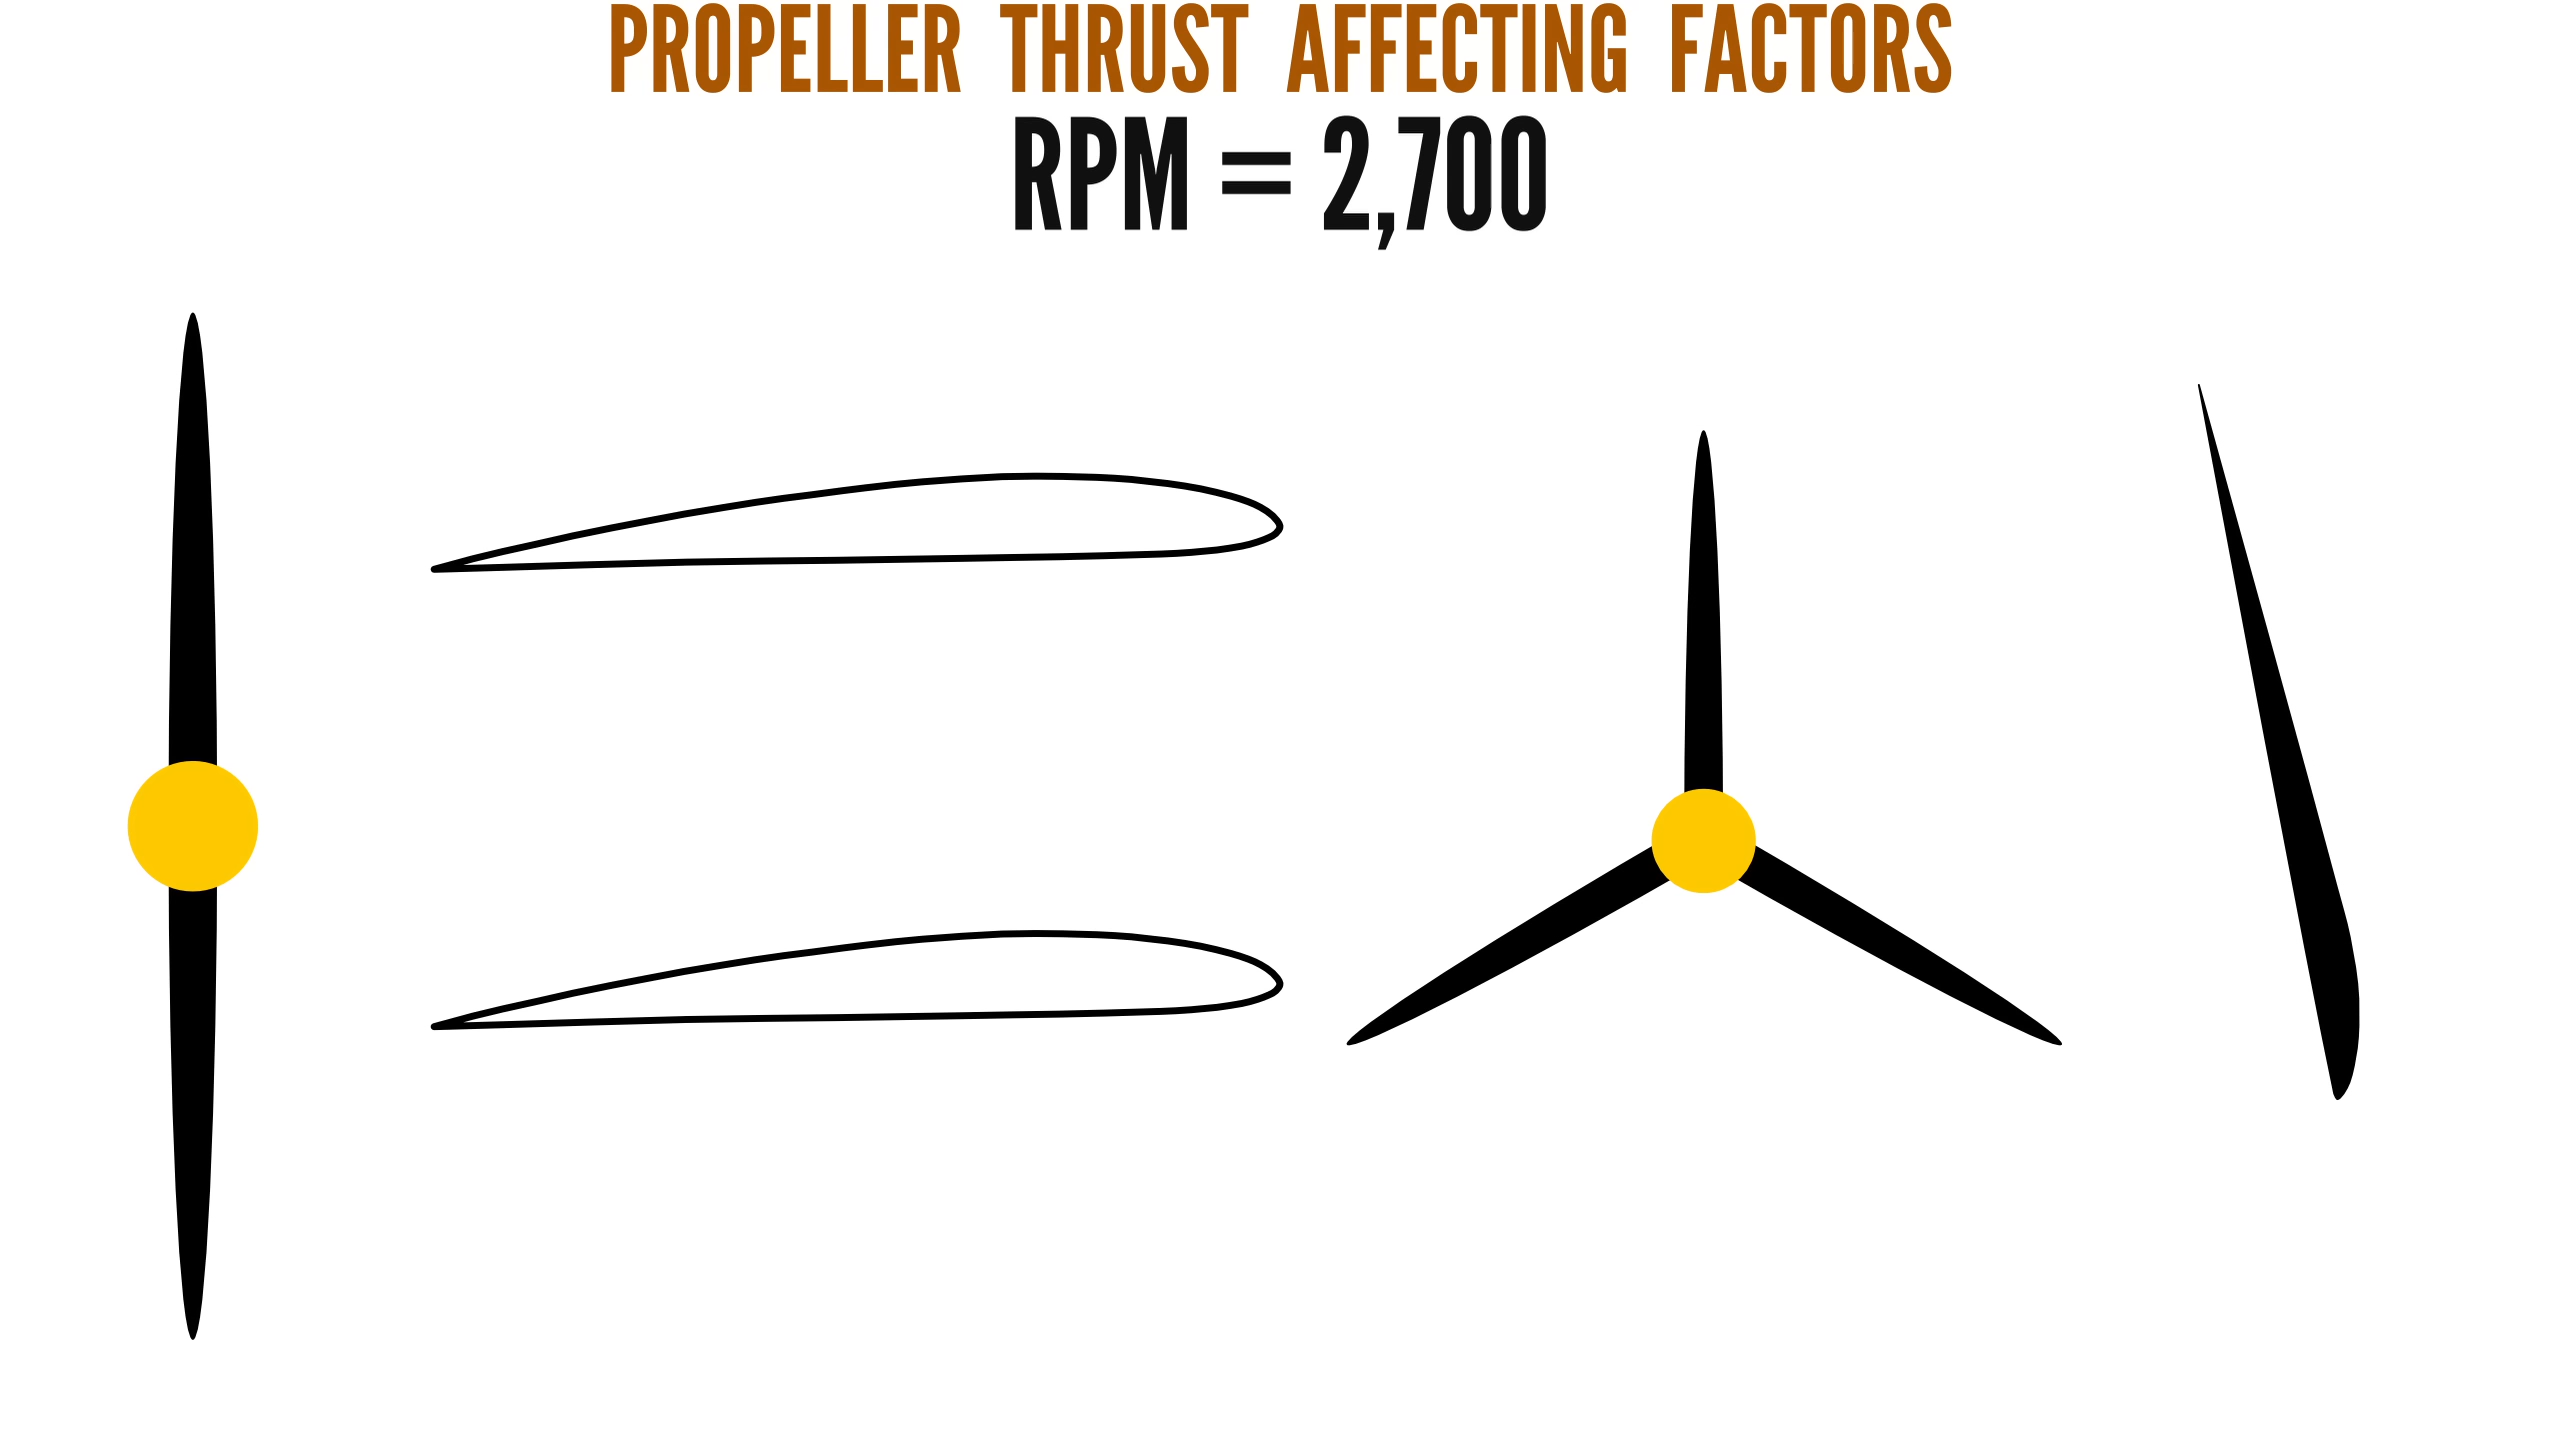 PROPELLER THRUST AFFECTING FACTORS
RPM = 2,700